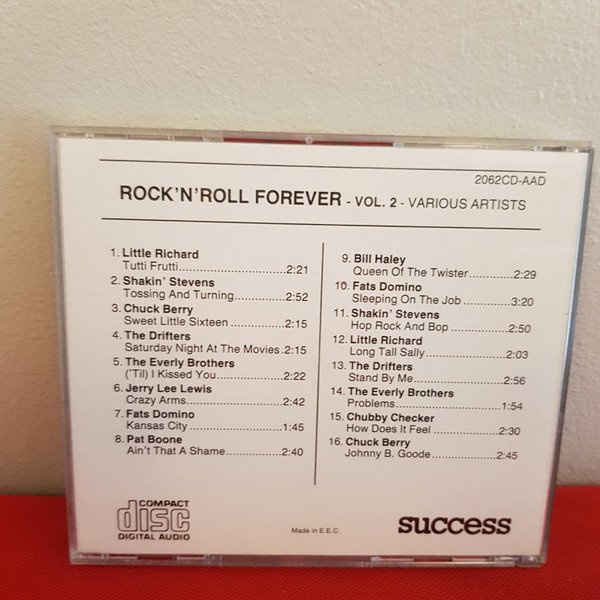 2062CD-AAD
ROCK'N'ROLL FOREVER - VOL. 2 - VARIOUS ARTISTS
1. Little Richard
Tutti Frutti..............................2:21
2. Shakin' Stevens
Tossing And Turning.............2:52
3. Chuck Berry
Sweet Little Sixteen ..............2:15
4. The Drifters
Saturday Night At The Movies.2:15
5. The Everly Brothers
('Til) I Kissed You..................2:22
6. Jerry Lee Lewis
Crazy Arms...........................2:42
7. Fats Domino
Kansas City..........................1:45
8. Pat Boone
Ain't That A Shame...............2:40
9. Bill Haley
Queen Of The Twister...........2:29
10. Fats Domino
Sleeping On The Job ............3:20
11. Shakin' Stevens
Hop Rock And Bop ...............2:50
12. Little Richard
Long Tall Sally ......................2:03
13. The Drifters
Stand By Me.........................2:56
14. The Everly Brothers
Problems..............................1:54
15. Chubby Checker
How Does It Feel ..................2:30
16. Chuck Berry
Johnny B. Goode..................2:45
COMPACT
disc
DIGITAL AUDIO
Made in E.E.C.
success